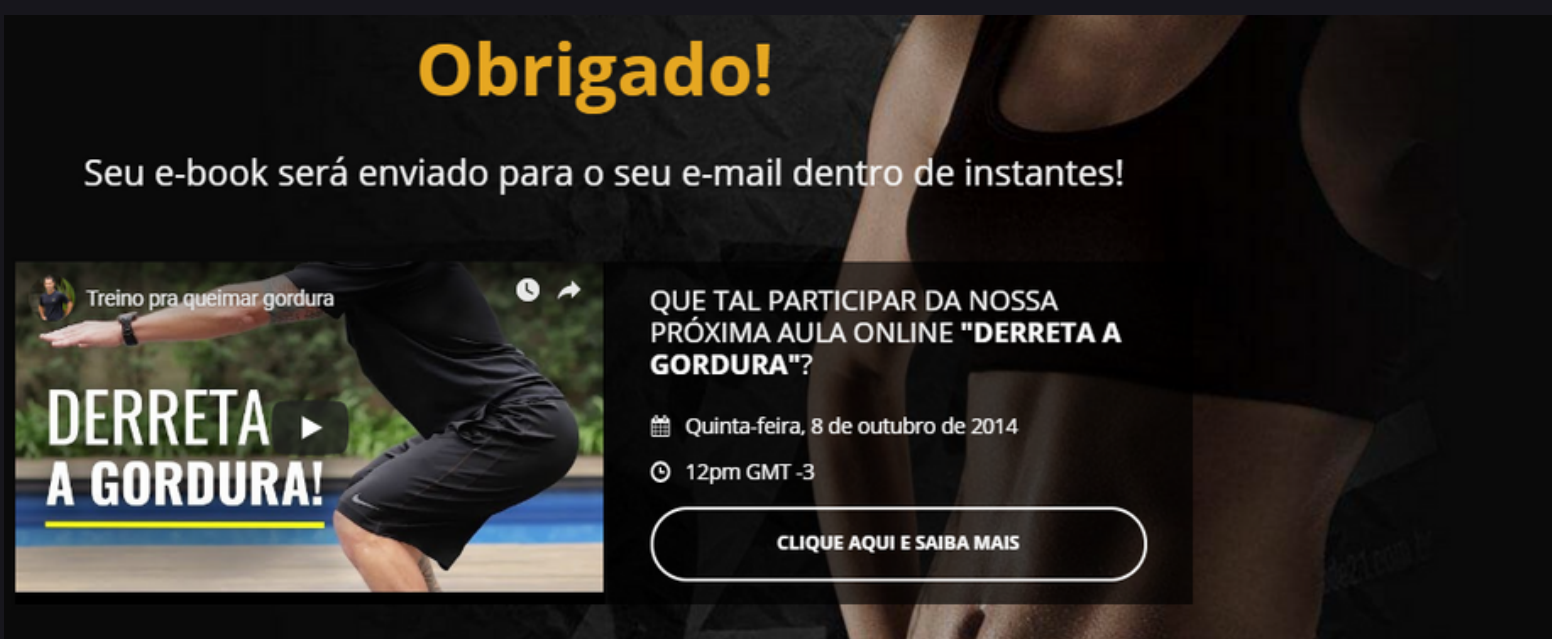 Obrigado!
Seu e-book será enviado para o seu e-mail dentro de instantes!
Treino pra queimar gordura
DERRETA
A GORDURA!
QUE TAL PARTICIPAR DA NOSSA
PRÓXIMA AULA ONLINE "DERRETA A
GORDURA"?
Quinta-feira, 8 de outubro de 2014
12pm GMT -3
CLIQUE AQUI E SAIBA MAIS